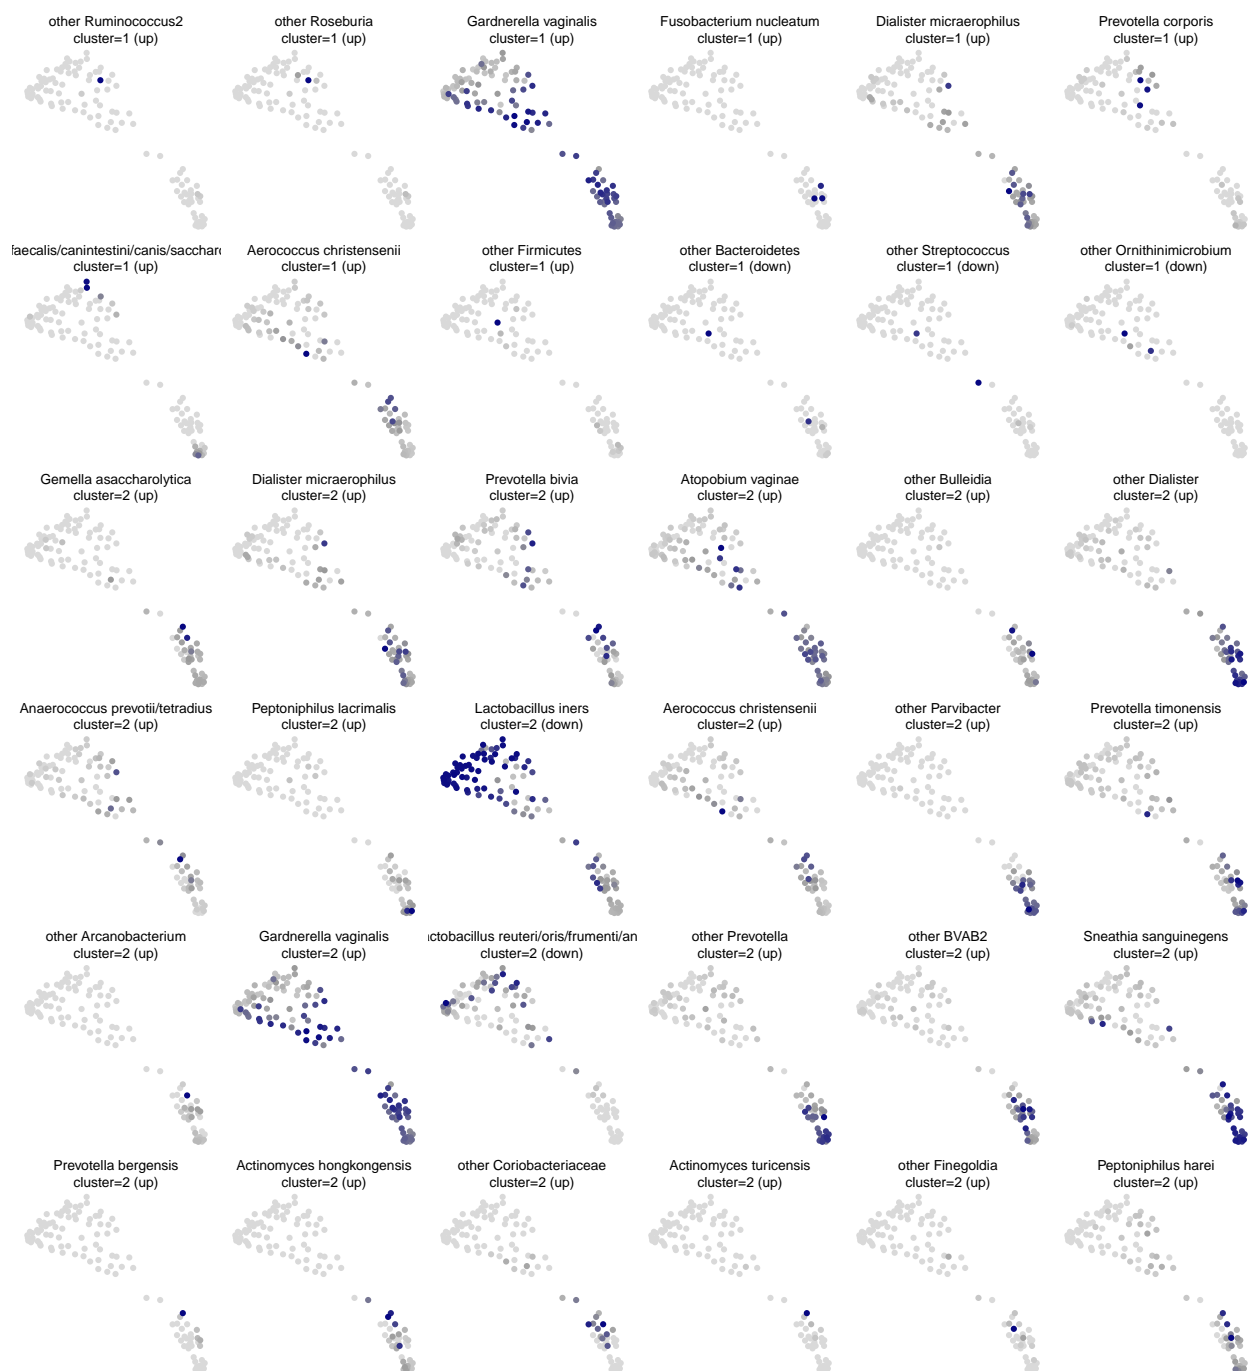 other Ruminococcus2
cluster=1 (up)
other Roseburia
cluster=1 (up)
Gardnerella vaginalis
cluster=1 (up)
Fusobacterium nucleatum
cluster=1 (up)
Dialister micraerophilus
cluster=1 (up)
Prevotella corporis
cluster=1 (up)
faecalis/canintestini/canis/saccharo
cluster=1 (up)
Aerococcus christensenii
cluster=1 (up)
other Firmicutes
cluster=1 (up)
other Bacteroidetes
cluster=1 (down)
other Streptococcus
cluster=1 (down)
other Ornithinimicrobium
cluster=1 (down)
Gemella asaccharolytica
cluster=2 (up)
Dialister micraerophilus
cluster=2 (up)
Prevotella bivia
cluster=2 (up)
Atopobium vaginae
cluster=2 (up)
other Bulleidia
cluster=2 (up)
other Dialister
cluster=2 (up)
Anaerococcus prevotii/tetradius
cluster=2 (up)
Peptoniphilus lacrimalis
cluster=2 (up)
Lactobacillus iners
cluster=2 (down)
Aerococcus christensenii
cluster=2 (up)
other Parvibacter
cluster=2 (up)
Prevotella timonensis
cluster=2 (up)
other Arcanobacterium
cluster=2 (up)
Gardnerella vaginalis
cluster=2 (up)
actobacillus reuteri/oris/frumenti/an
cluster=2 (down)
other Prevotella
cluster=2 (up)
other BVAB2
cluster=2 (up)
Sneathia sanguinegens
cluster=2 (up)
Prevotella bergensis
cluster=2 (up)
Actinomyces hongkongensis
cluster=2 (up)
other Coriobacteriaceae
cluster=2 (up)
Actinomyces turicensis
cluster=2 (up)
other Finegoldia
cluster=2 (up)
Peptoniphilus harei
cluster=2 (up)